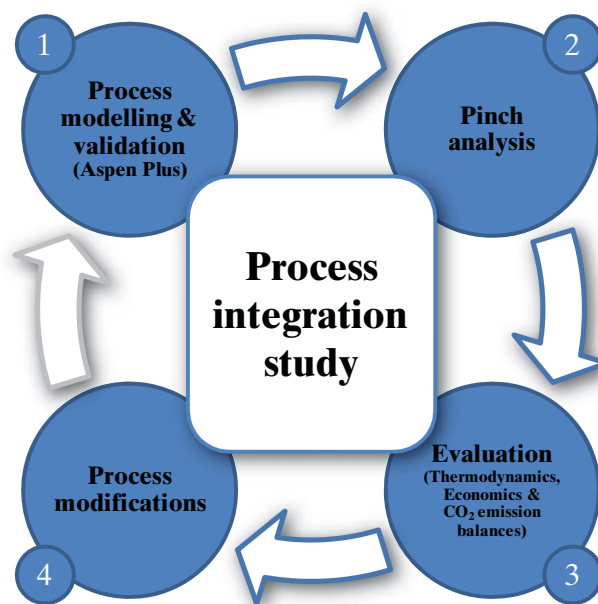 1
Process
modelling &
validation
(Aspen Plus)
2
Pinch
analysis
Process
integration
study
Evaluation
(Thermodynamics,
Economics &
CO₂ emission
balances)
3
Process
modifications
4